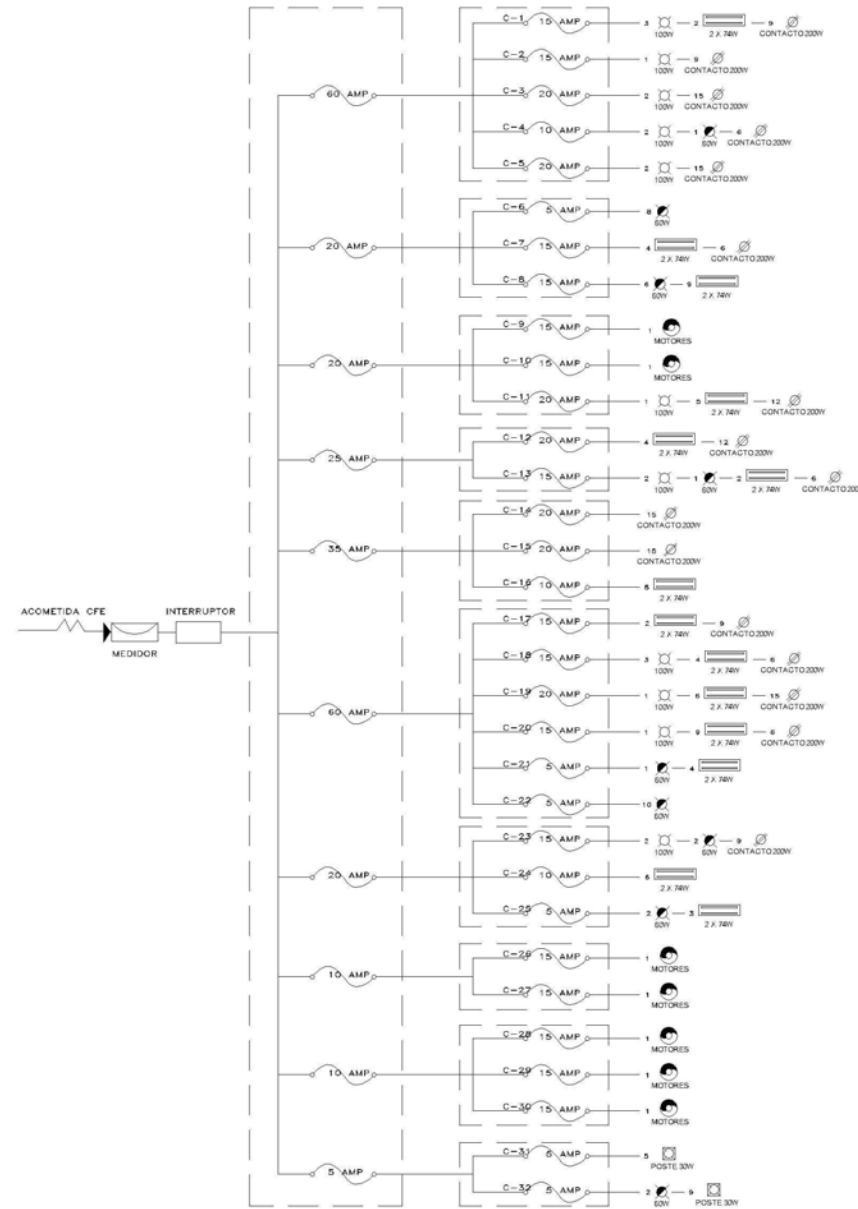 C-1 15 AMP 3 2 9
100W 2 X 74W CONTACTO 200W
C-2 15 AMP 1 9
100W CONTACTO 200W
60 AMP C-3 20 AMP 2 15
100W CONTACTO 200W
C-4 10 AMP 2 1 6
100W 60W CONTACTO 200W
C-5 20 AMP 2 15
100W CONTACTO 200W
C-6 5 AMP 8
60W
20 AMP C-7 15 AMP 4 6
2 X 74W CONTACTO 200W
C-8 15 AMP 6 9
60W 2 X 74W
C-9 15 AMP 1
MOTORES
20 AMP C-10 15 AMP 1
MOTORES
C-11 20 AMP 1 5 12
100W 2 X 74W CONTACTO 200W
C-12 20 AMP 4 12
2 X 74W CONTACTO 200W
25 AMP
C-13 15 AMP 2 1 2 6
100W 60W 2 X 74W CONTACTO 200W
C-14 20 AMP 15
CONTACTO 200W
35 AMP C-15 20 AMP 15
CONTACTO 200W
C-16 10 AMP 6
2 X 74W
ACOMETIDA CFE INTERRUPTOR
MEDIDOR
C-17 15 AMP 2 9
2 X 74W CONTACTO 200W
C-18 15 AMP 3 4 6
100W 2 X 74W CONTACTO 200W
C-19 20 AMP 1 6 15
100W 2 X 74W CONTACTO 200W
60 AMP
C-20 15 AMP 1 9 6
100W 2 X 74W CONTACTO 200W
C-21 5 AMP 1 4
60W 2 X 74W
C-22 5 AMP 10
60W
C-23 15 AMP 2 2 9
100W 60W CONTACTO 200W
20 AMP C-24 10 AMP 6
2 X 74W
C-25 5 AMP 2 3
60W 2 X 74W
C-26 15 AMP 1
MOTORES
10 AMP
C-27 15 AMP 1
MOTORES
C-28 15 AMP 1
MOTORES
10 AMP C-29 15 AMP 1
MOTORES
C-30 15 AMP 1
MOTORES
C-31 5 AMP 5
POSTE 30W
5 AMP
C-32 5 AMP 2 9
60W POSTE 30W